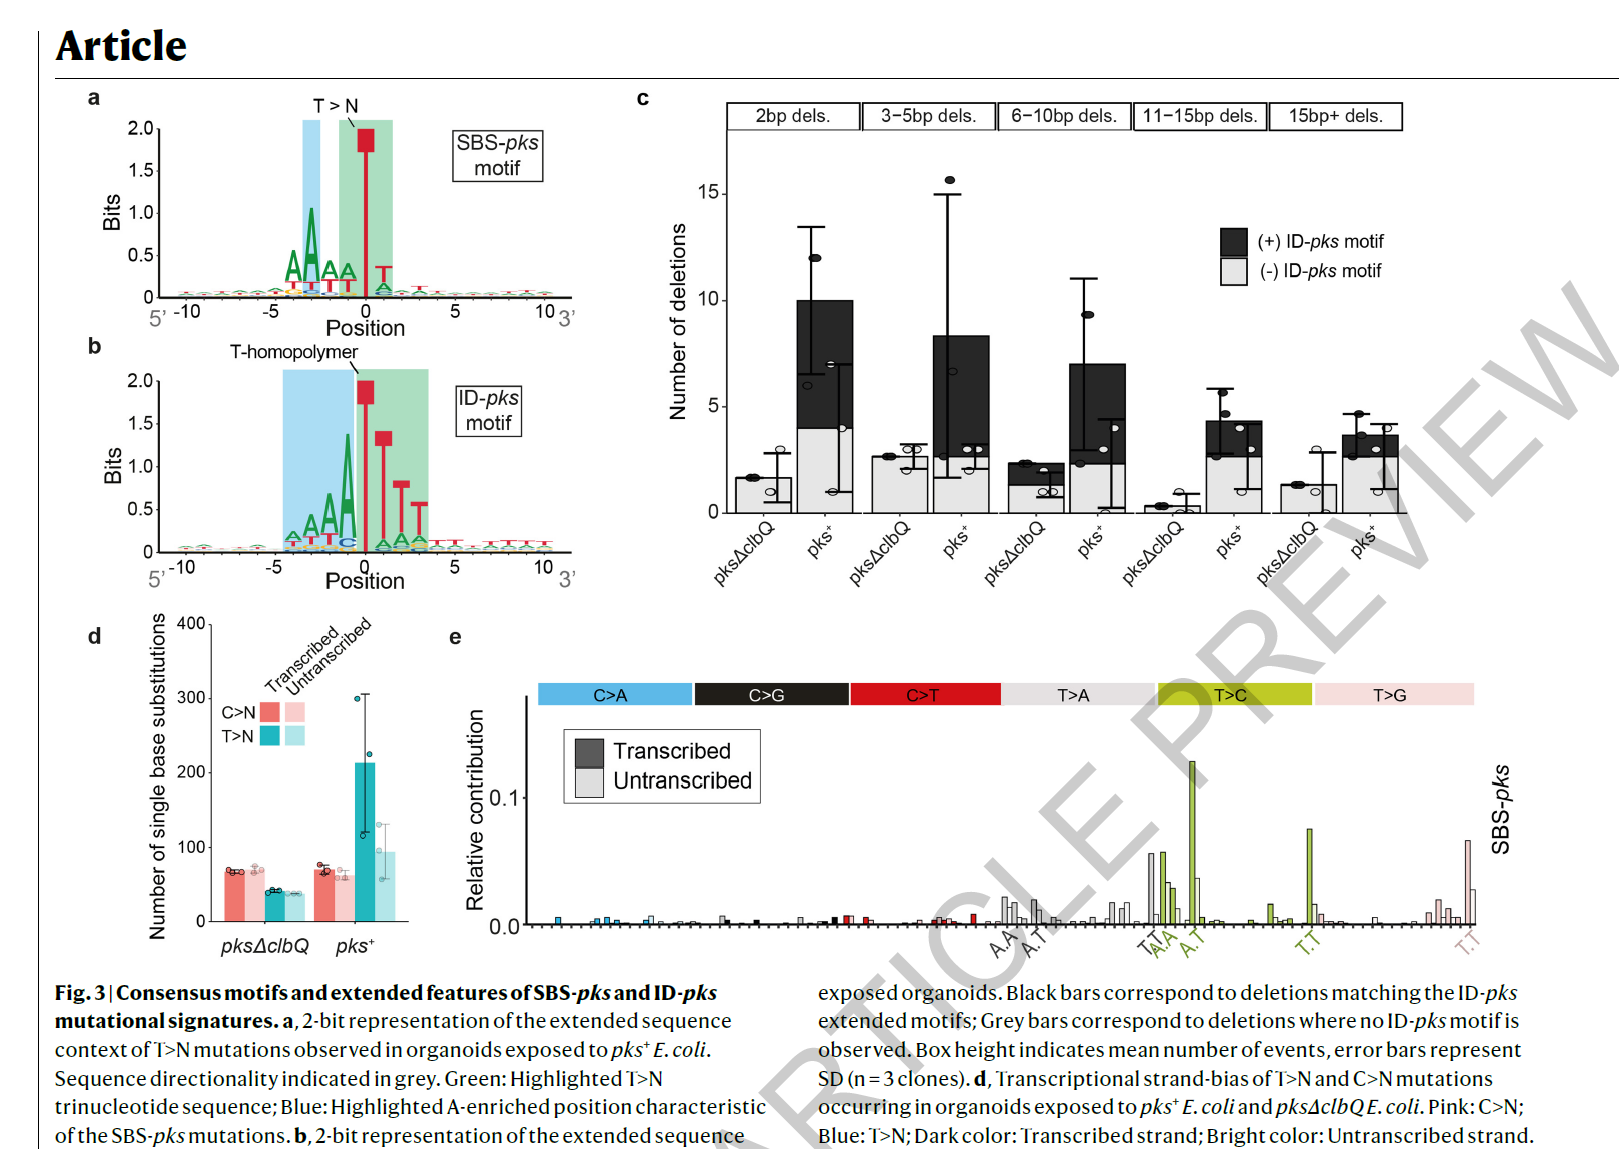 Article
a
T > N
SBS-pks
motif
2.0
1.5
1.0
0.5
0
Bits
5’ -10 -5 0 5 10 3’
Position
b
T-homopolymer
ID-pks
motif
2.0
1.5
1.0
0.5
0
Bits
5’ -10 -5 0 5 10 3’
Position
c
2bp dels. 3−5bp dels. 6−10bp dels. 11−15bp dels. 15bp+ dels.
Number of deletions
15
10
5
0
(+) ID-pks motif
(-) ID-pks motif
pksΔclbQ pks+ pksΔclbQ pks+ pksΔclbQ pks+ pksΔclbQ pks+ pksΔclbQ pks+
d
Number of single base substitutions
400
300
200
100
0
Transcribed
Untranscribed
C>N
T>N
pksΔclbQ pks+
e
C>A C>G C>T T>A T>C T>G
Relative contribution
0.1
0.0
Transcribed
Untranscribed
A.A A.T T.T A.A A.T T.T T.T
SBS-pks
ARTICLE PREVIEW
Fig. 3 | Consensus motifs and extended features of SBS-pks and ID-pks
mutational signatures. a, 2-bit representation of the extended sequence
context of T>N mutations observed in organoids exposed to pks+ E. coli.
Sequence directionality indicated in grey. Green: Highlighted T>N
trinucleotide sequence; Blue: Highlighted A-enriched position characteristic
of the SBS-pks mutations. b, 2-bit representation of the extended sequence
exposed organoids. Black bars correspond to deletions matching the ID-pks
extended motifs; Grey bars correspond to deletions where no ID-pks motif is
observed. Box height indicates mean number of events, error bars represent
SD (n = 3 clones). d, Transcriptional strand-bias of T>N and C>N mutations
occurring in organoids exposed to pks+ E. coli and pksΔclbQ E. coli. Pink: C>N;
Blue: T>N; Dark color: Transcribed strand; Bright color: Untranscribed strand.